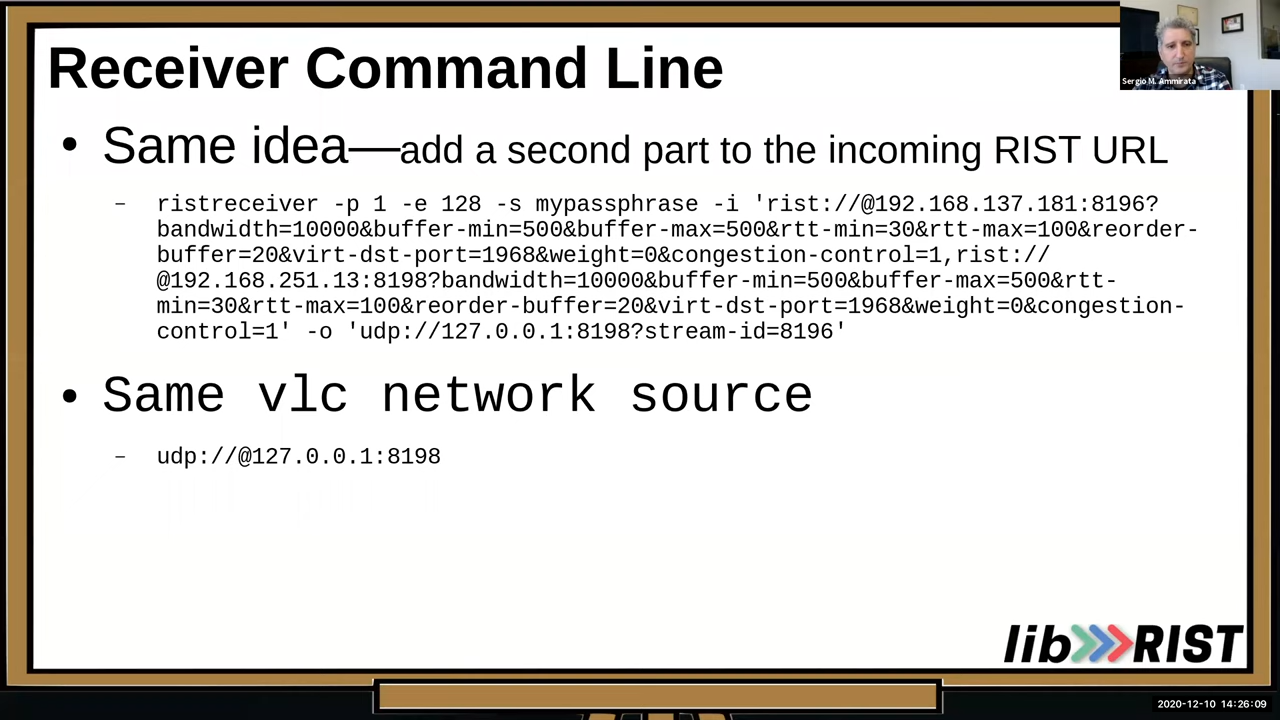 Receiver Command Line
Sergio M. Ammirata
• Same idea—add a second part to the incoming RIST URL
– ristreceiver -p 1 -e 128 -s mypassphrase -i 'rist://@192.168.137.181:8196?
bandwidth=10000&buffer-min=500&buffer-max=500&rtt-min=30&rtt-max=100&reorder-
buffer=20&virt-dst-port=1968&weight=0&congestion-control=1,rist://
@192.168.251.13:8198?bandwidth=10000&buffer-min=500&buffer-max=500&rtt-
min=30&rtt-max=100&reorder-buffer=20&virt-dst-port=1968&weight=0&congestion-
control=1' -o 'udp://127.0.0.1:8198?stream-id=8196'
• Same vlc network source
– udp://@127.0.0.1:8198
lib RIST
2020-12-10 14:26:09